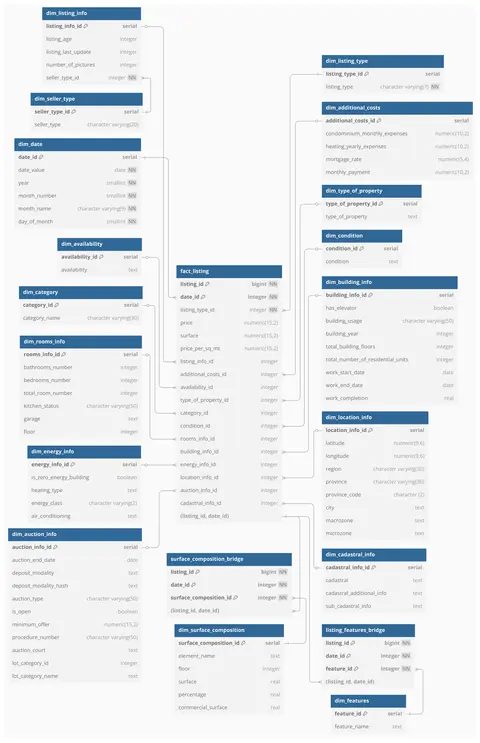 dim_listing_info
listing_info_id serial
listing_age integer
listing_last_update integer
number_of_pictures integer
seller_type_id integer NN
dim_seller_type
seller_type_id serial
seller_type character varying(20)
dim_date
date_id serial
date_value date NN
year smallint NN
month_number smallint NN
month_name character varying(9) NN
day_of_month smallint NN
dim_availability
availability_id serial
availability text
dim_category
category_id serial
category_name character varying(30)
dim_rooms_info
rooms_info_id serial
bathrooms_number integer
bedrooms_number integer
total_room_number integer
kitchen_status character varying(50)
garage text
floor integer
dim_energy_info
energy_info_id serial
is_zero_energy_building boolean
heating_type text
energy_class character varying(2)
air_conditioning text
dim_auction_info
auction_info_id serial
auction_end_date date
deposit_modality text
deposit_modality_hash text
auction_type character varying(50)
is_open boolean
minimum_offer numeric(15,2)
procedure_number character varying(50)
auction_court text
lot_category_id integer
lot_category_name text
fact_listing
listing_id bigint NN
date_id integer NN
listing_type_id integer NN
price numeric(15,2)
surface numeric(15,2)
price_per_sq_mt numeric(15,2)
listing_info_id integer
additional_costs_id integer
availability_id integer
type_of_property_id integer
category_id integer
condition_id integer
rooms_info_id integer
building_info_id integer
energy_info_id integer
location_info_id integer
auction_info_id integer
cadastral_info_id integer
(listing_id, date_id)
surface_composition_bridge
listing_id bigint NN
date_id integer NN
surface_composition_id integer NN
(listing_id, date_id)
dim_surface_composition
surface_composition_id serial
element_name text
floor integer
surface real
percentage real
commercial_surface real
dim_listing_type
listing_type_id serial
listing_type NN
dim_additional_costs
additional_costs_id serial
condominium_monthly_expenses numeric(10,2)
heating_yearly_expenses numeric(10,2)
mortgage_rate numeric(5,4)
monthly_payment numeric(10,2)
dim_type_of_property
type_of_property_id serial
type_of_property text
dim_condition
condition_id serial
condition text
dim_building_info
building_info_id serial
has_elevator boolean
building_usage character varying(50)
building_year integer
total_building_floors integer
total_number_of_residential_units integer
work_start_date date
work_end_date date
work_completion real
dim_location_info
location_info_id serial
latitude numeric(9,6)
longitude numeric(9,6)
region character varying(30)
province character varying(30)
province_code character (2)
city text
macrozone text
microzone text
dim_cadastral_info
cadastral_info_id serial
cadastral text
cadastral_additional_info text
sub_cadastral_info text
listing_features_bridge
listing_id bigint NN
date_id integer NN
feature_id integer NN
(listing_id, date_id)
dim_features
feature_id serial
feature_name text